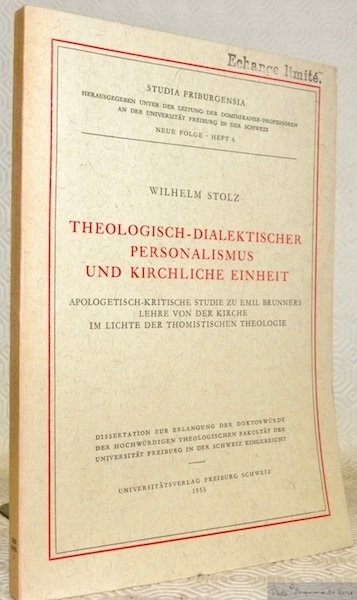 Echange limité.
STUDIA FRIBURGENSIA
HERAUSGEGEBEN UNTER DER LEITUNG DER DOMINIKANER-PROFESSOREN
AN DER UNIVERSITÄT FREIBURG IN DER SCHWEIZ
NEUE FOLGE · HEFT 6
WILHELM STOLZ
THEOLOGISCH-DIALEKTISCHER
PERSONALISMUS
UND KIRCHLICHE EINHEIT
APOLOGETISCH-KRITISCHE STUDIE ZU EMIL BRUNNERS
LEHRE VON DER KIRCHE
IM LICHTE DER THOMISTISCHEN THEOLOGIE
DISSERTATION ZUR ERLANGUNG DER DOKTORWÜRDE
DER HOCHWÜRDIGEN THEOLOGISCHEN FAKULTÄT DER
UNIVERSITÄT FREIBURG IN DER SCHWEIZ EINGEREICHT
UNIVERSITÄTSVERLAG FREIBURG SCHWEIZ
1953
Photo